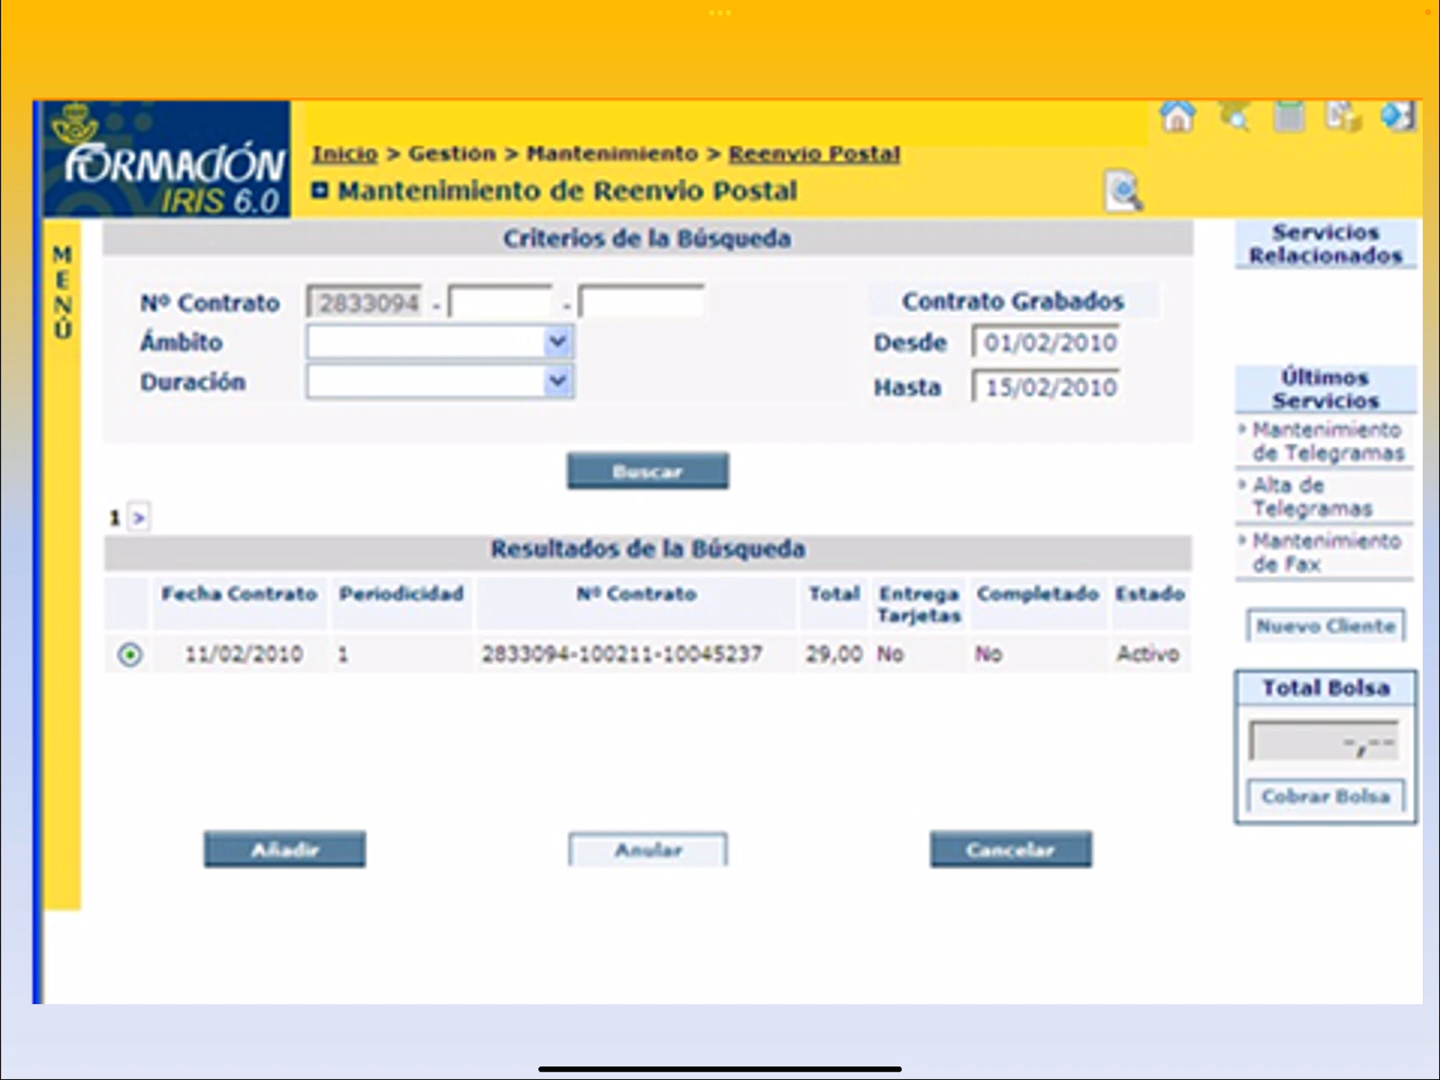 FORMACIÓN
IRIS 6.0
Inicio > Gestión > Mantenimiento > Reenvio Postal
Mantenimiento de Reenvio Postal
MENÚ
Criterios de la Búsqueda
Nº Contrato 2833094 - -
Ámbito
Duración
Contrato Grabados
Desde 01/02/2010
Hasta 15/02/2010
Buscar
1 >
Resultados de la Búsqueda
Fecha Contrato Periodicidad Nº Contrato Total Entrega Tarjetas Completado Estado
11/02/2010 1 2833094-100211-10045237 29,00 No No Activo
Añadir Anular Cancelar
Servicios
Relacionados
Últimos
Servicios
Mantenimiento
de Telegramas
Alta de
Telegramas
Mantenimiento
de Fax
Nuevo Cliente
Total Bolsa
-,--
Cobrar Bolsa